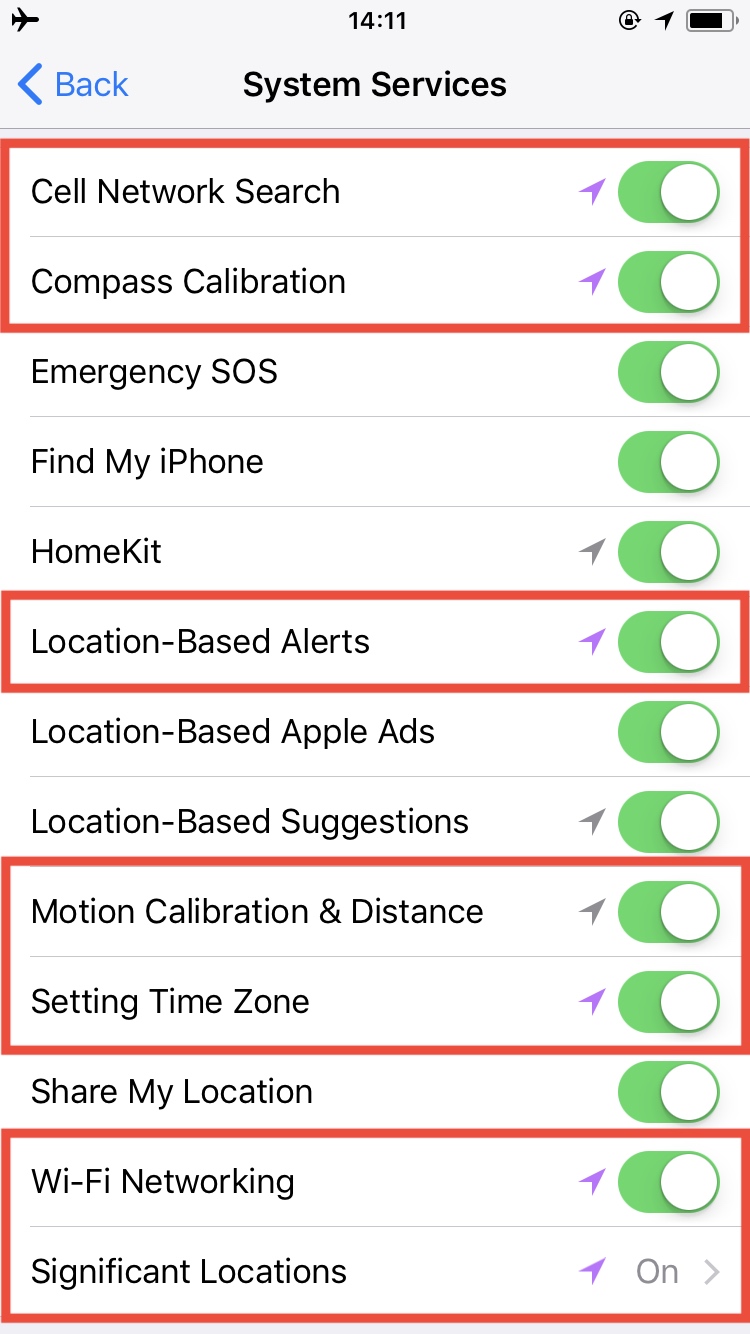 14:11
Back
System Services
Cell Network Search
Compass Calibration
Emergency SOS
Find My iPhone
HomeKit
Location-Based Alerts
Location-Based Apple Ads
Location-Based Suggestions
Motion Calibration & Distance
Setting Time Zone
Share My Location
Wi-Fi Networking
Significant Locations On